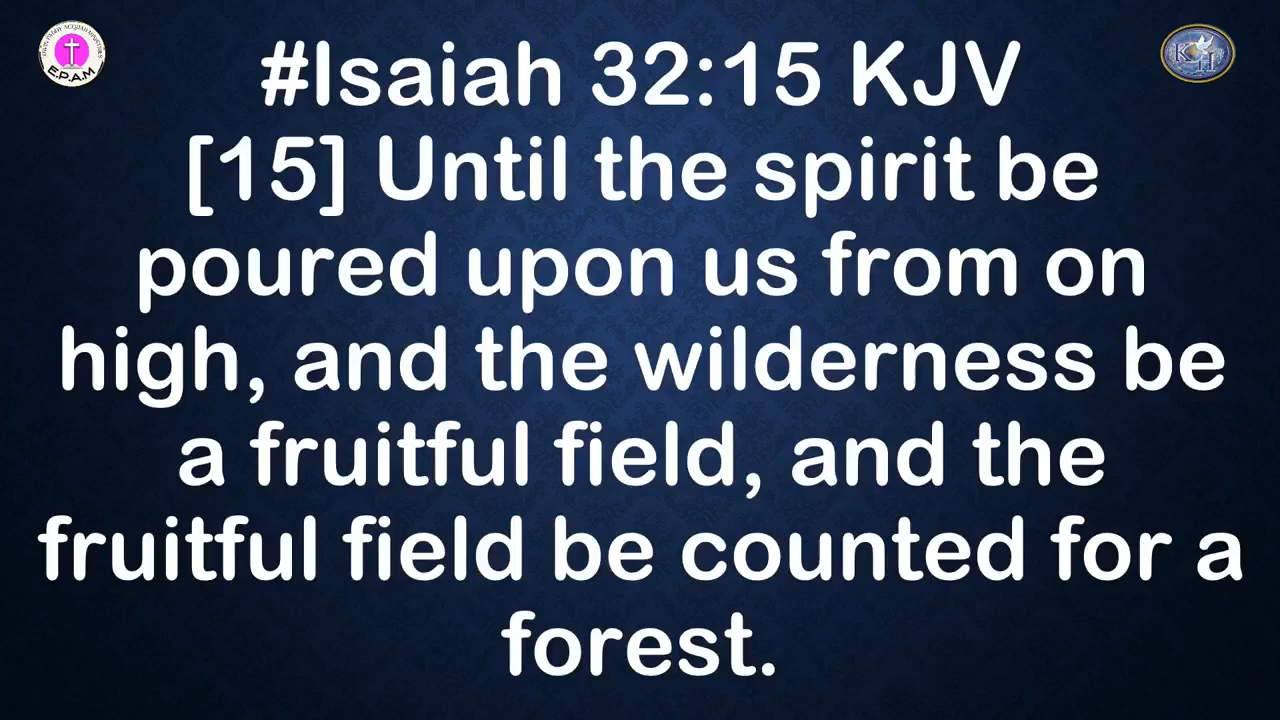 #Isaiah 32:15 KJV
[15] Until the spirit be
poured upon us from on
high, and the wilderness be
a fruitful field, and the
fruitful field be counted for a
forest.
E.P.A.M
K H